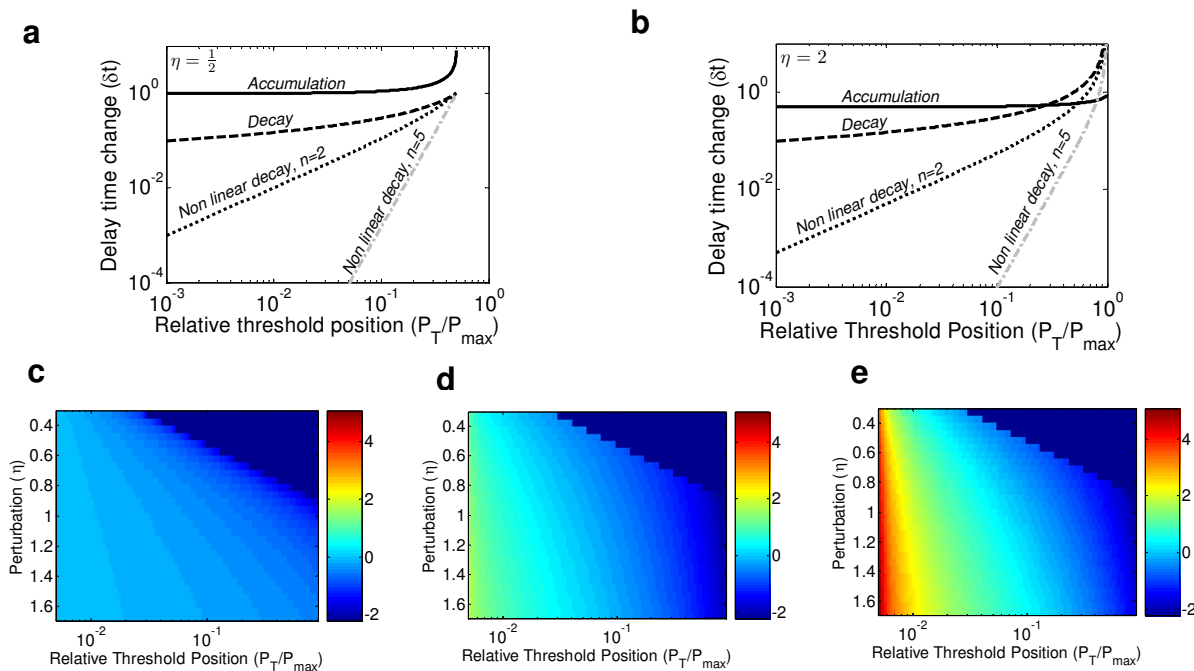 a
η = 1/2
Accumulation
Decay
Non linear decay, n=2
Non linear decay, n=5
Delay time change (δt)
10^0
10^-2
10^-4
10^-3
10^-2
10^-1
10^0
Relative threshold position (P_T/P_max)
b
η = 2
Accumulation
Decay
Non linear decay, n=2
Non linear decay, n=5
Delay time change (δt)
10^0
10^-2
10^-4
10^-3
10^-2
10^-1
10^0
Relative Threshold Position (P_T/P_max)
c
Perturbation (η)
0.4
0.6
0.8
1
1.2
1.4
1.6
10^-2
10^-1
Relative Threshold Position (P_T/P_max)
4
2
0
-2
d
Perturbation (η)
0.4
0.6
0.8
1
1.2
1.4
1.6
10^-2
10^-1
Relative Threshold Position (P_T/P_max)
4
2
0
-2
e
Perturbation (η)
0.4
0.6
0.8
1
1.2
1.4
1.6
10^-2
10^-1
Relative Threshold Position (P_T/P_max)
4
2
0
-2